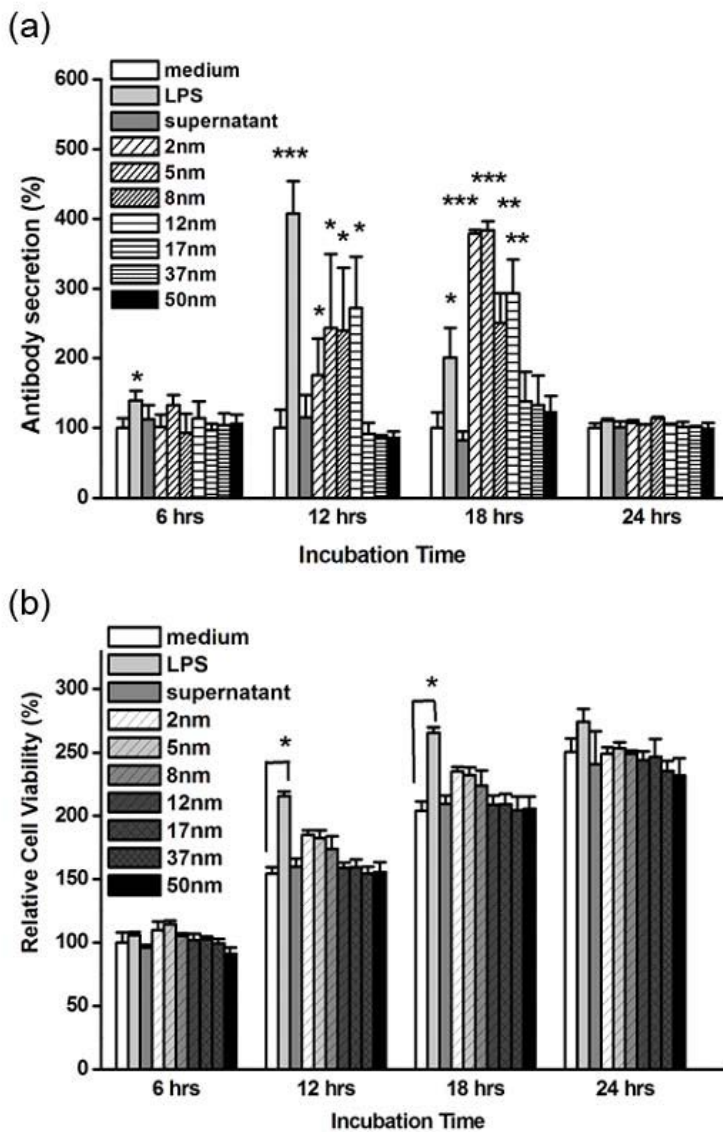 (a)
600
500
400
300
200
100
0
Antibody secretion (%)
medium
LPS
supernatant
2nm
5nm
8nm
12nm
17nm
37nm
50nm
*
***
*
*
*
*
*
***
***
**
**
6 hrs 12 hrs 18 hrs 24 hrs
Incubation Time
(b)
300
250
200
150
100
50
0
Relative Cell Viability (%)
medium
LPS
supernatant
2nm
5nm
8nm
12nm
17nm
37nm
50nm
*
*
6 hrs 12 hrs 18 hrs 24 hrs
Incubation Time